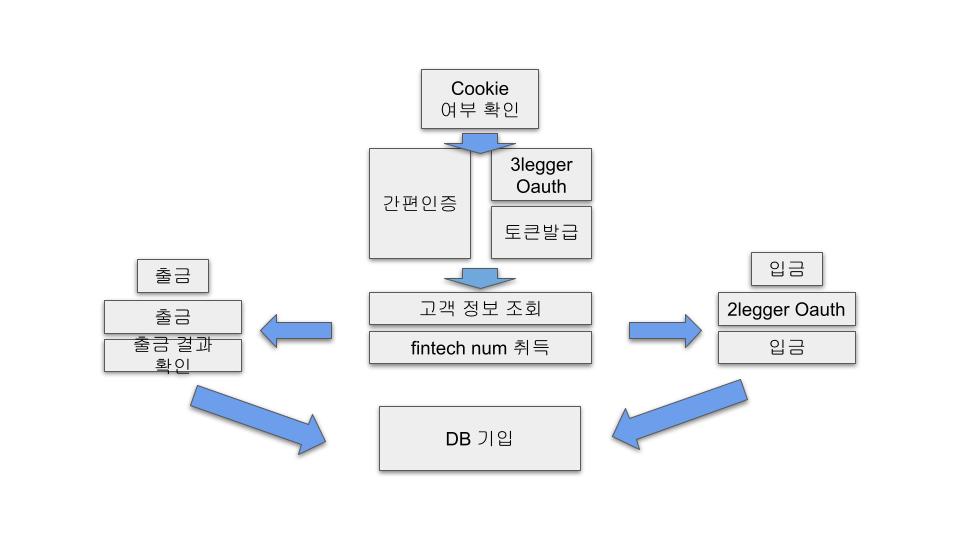 Cookie
여부 확인
간편인증
3legger
Oauth
토큰발급
출금
출금
출금 결과
확인
고객 정보 조회
fintech num 취득
입금
2legger Oauth
입금
DB 기입